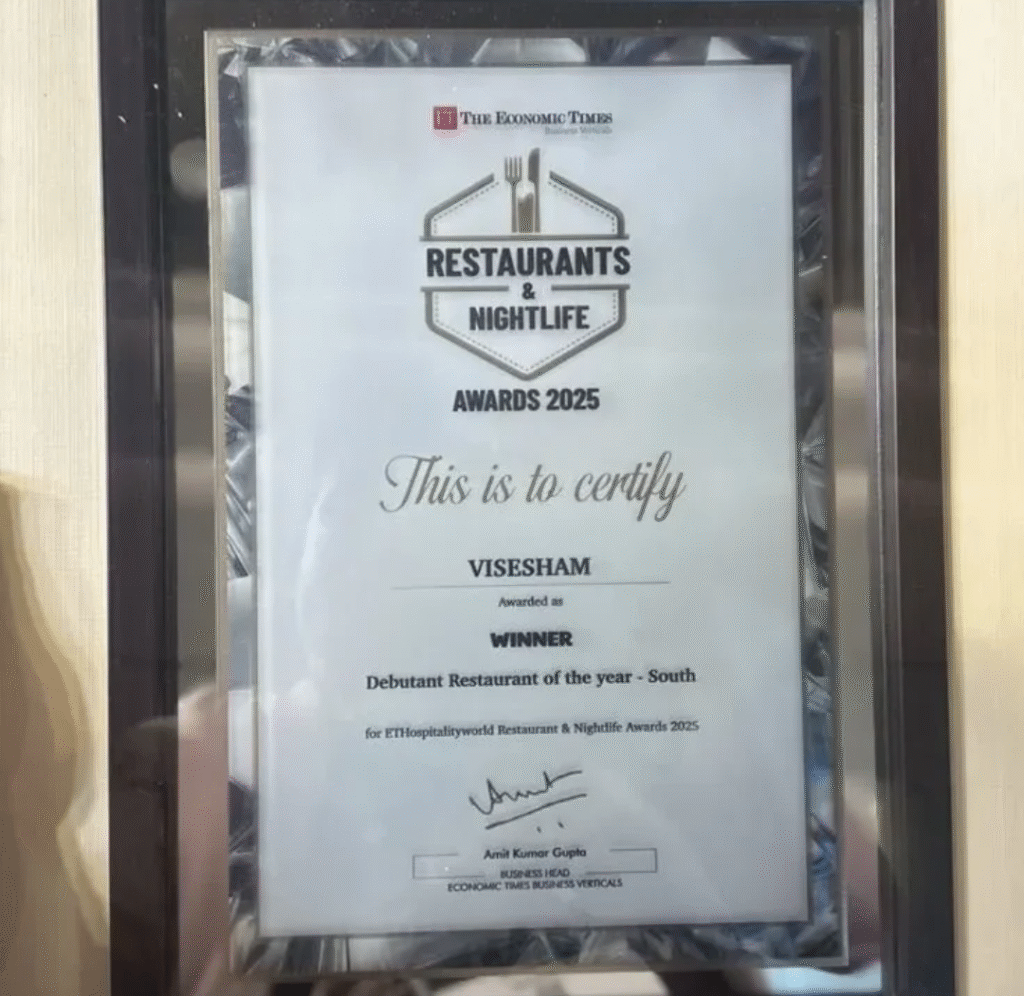 ET THE ECONOMIC TIMES
Business Verticals
RESTAURANTS
&
NIGHTLIFE
AWARDS 2025
This is to certify
VISESHAM
Awarded as
WINNER
Debutant Restaurant of the year - South
for ETHospitalityworld Restaurant & Nightlife Awards 2025
Amit
Amit Kumar Gupta
BUSINESS HEAD
ECONOMIC TIMES BUSINESS VERTICALS